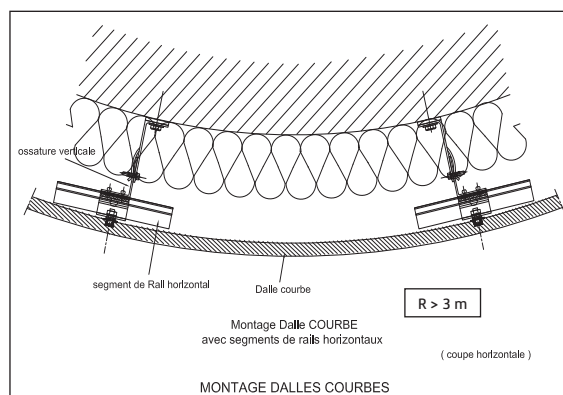 ossature verticale
segment de Rall horizontal
Dalle courbe
R > 3 m
Montage Dalle COURBE
avec segments de rails horizontaux
( coupe horizontale )
MONTAGE DALLES COURBES